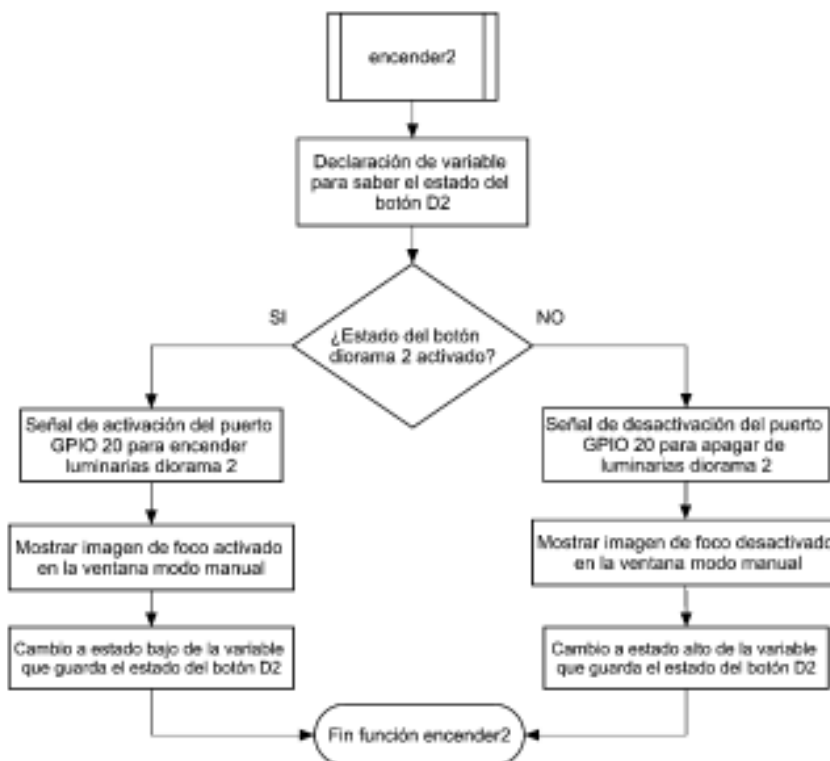 encender2
Declaración de variable
para saber el estado del
botón D2
SI
NO
¿Estado del botón
diorama 2 activado?
Señal de activación del puerto
GPIO 20 para encender
luminarias diorama 2
Señal de desactivación del puerto
GPIO 20 para apagar de
luminarias diorama 2
Mostrar imagen de foco activado
en la ventana modo manual
Mostrar imagen de foco desactivado
en la ventana modo manual
Cambio a estado bajo de la variable
que guarda el estado del botón D2
Cambio a estado alto de la variable
que guarda el estado del botón D2
Fin función encender2